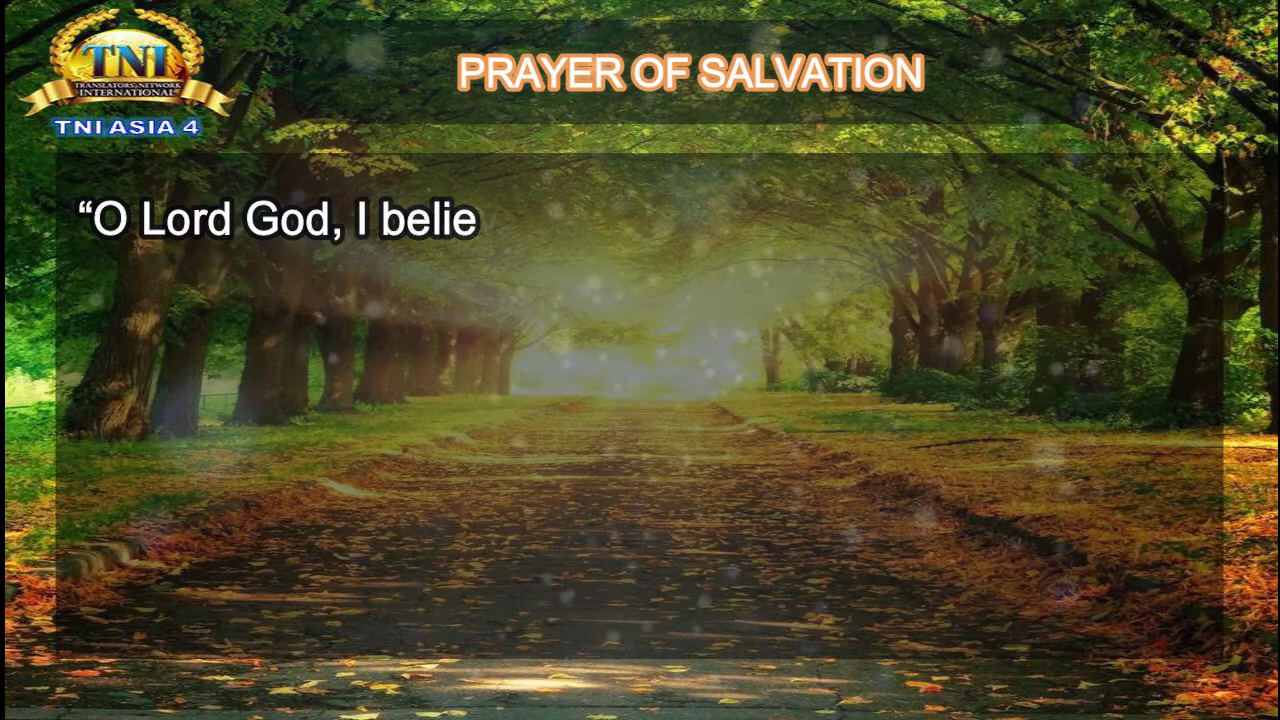 TNI
TRANSLATORS' NETWORK
INTERNATIONAL
TNI ASIA 4
PRAYER OF SALVATION
“O Lord God, I belie